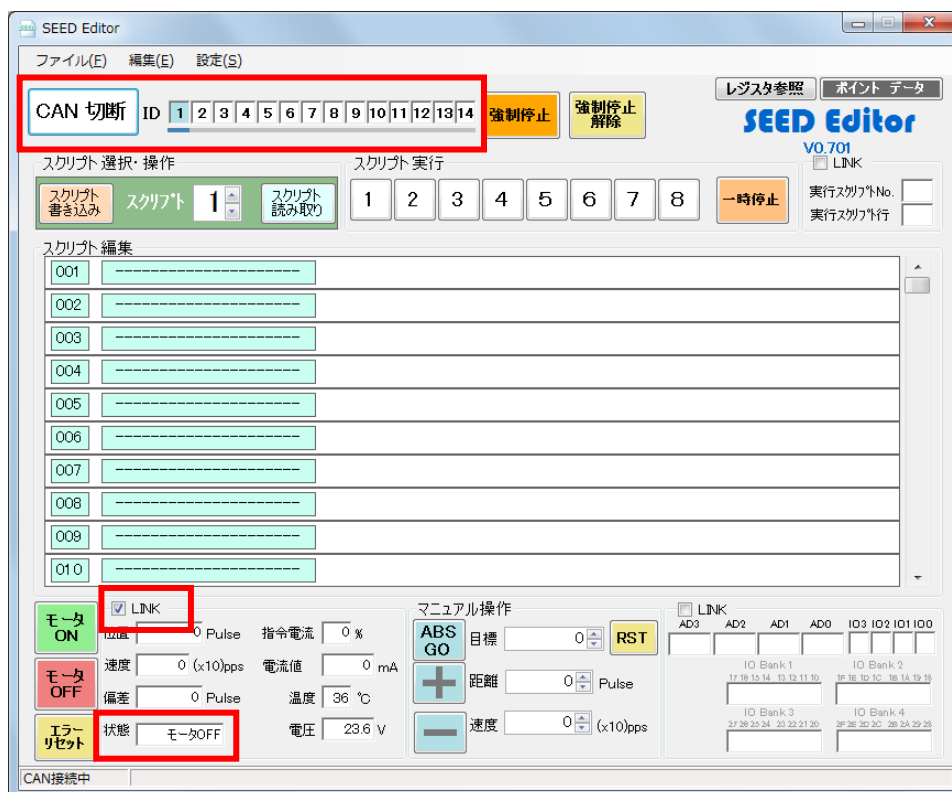 SEED Editor
ファイル(F) 編集(E) 設定(S)
CAN 切断 ID 1 2 3 4 5 6 7 8 9 10 11 12 13 14 強制停止 強制停止解除 レジスタ参照 ポイント データ
SEED Editor
V0.701
スクリプト 選択・操作 スクリプト 実行 LINK
スクリプト書き込み スクリプト 1 スクリプト読み取り 1 2 3 4 5 6 7 8 一時停止 実行スクリプトNo.
実行スクリプト行
スクリプト 編集
001 --------------------
002 --------------------
003 --------------------
004 --------------------
005 --------------------
006 --------------------
007 --------------------
008 --------------------
009 --------------------
010 --------------------
モータON LINK マニュアル操作 LINK
位置 0 Pulse 指令電流 0 % ABS GO 目標 0 RST AD3 AD2 AD1 AD0 IO3 IO2 IO1 IO0
モータOFF 速度 0 (x10)pps 電流値 0 mA + 距離 0 Pulse IO Bank 1 IO Bank 2
偏差 0 Pulse 温度 36 ℃
エラーリセット 状態 モータOFF 電圧 23.6 V - 速度 0 (x10)pps IO Bank 3 IO Bank 4
CAN接続中